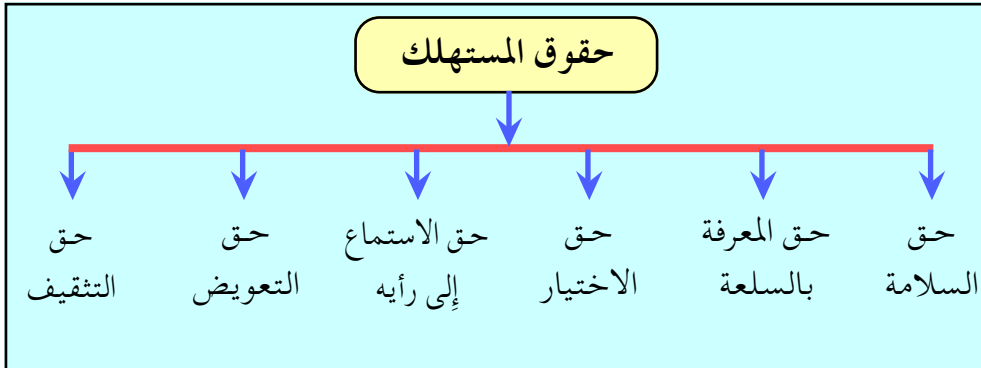 حقوق المستهلك
حق
السلامة
حق المعرفة
بالسلعة
حق
الاختيار
حق الاستماع
إلى رأيه
حق
التعويض
حق
التثقيف